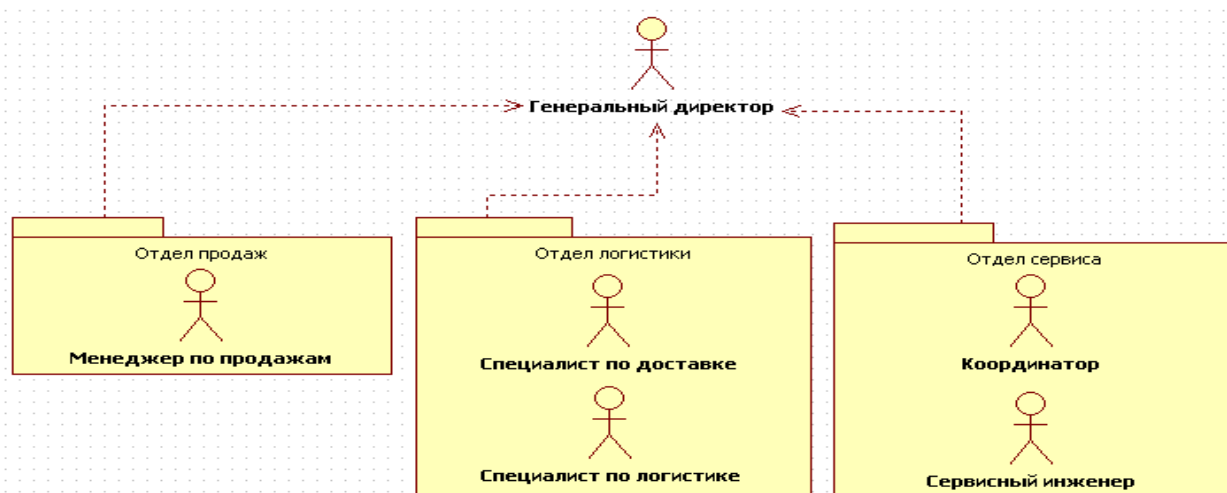 Генеральный директор
Отдел продаж
Менеджер по продажам
Отдел логистики
Специалист по доставке
Специалист по логистике
Отдел сервиса
Координатор
Сервисный инженер